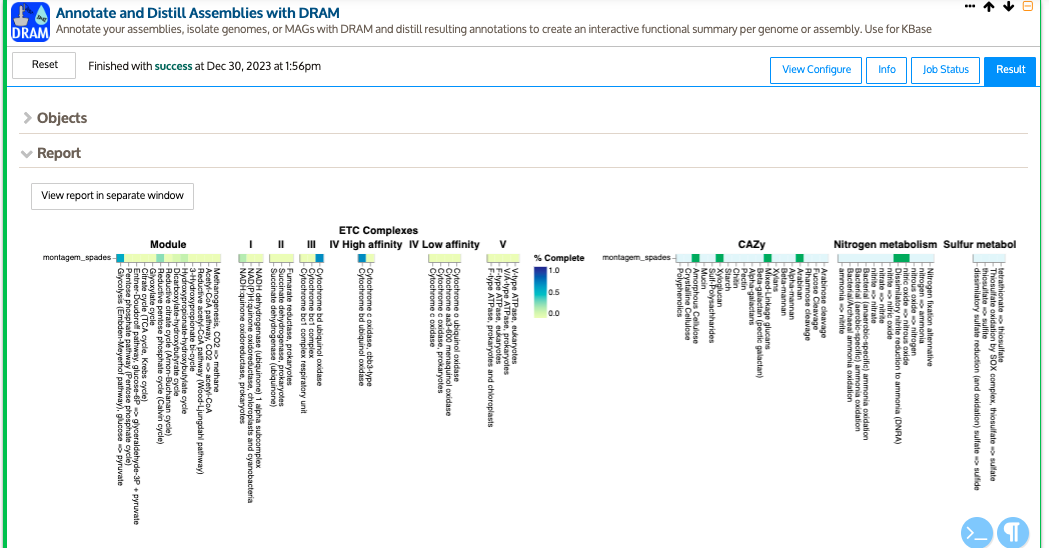 DRAM
Annotate and Distill Assemblies with DRAM
Annotate your assemblies, isolate genomes, or MAGs with DRAM and distill resulting annotations to create an interactive functional summary per genome or assembly. Use for KBase
Reset
Finished with success at Dec 30, 2023 at 1:56pm
View Configure
Info
Job Status
Result
Objects
Report
View report in separate window
ETC Complexes
Module
I
II
III
IV High affinity
IV Low affinity
V
CAZy
Nitrogen metabolism
Sulfur metabol
montagem_spades
% Complete
1.0
0.5
0.0
montagem_spades
Glycolysis (Embden-Meyerhof pathway), glucose => pyruvate
Pentose phosphate pathway (Pentose phosphate cycle)
Entner-Doudoroff pathway, glucose-6P => glyceraldehyde-3P + pyruvate
Citrate cycle (TCA cycle, Krebs cycle)
Glyoxylate cycle
Reductive pentose phosphate cycle (Calvin cycle)
Reductive citrate cycle (Arnon-Buchanan cycle)
Dicarboxylate-hydroxybutyrate cycle
Hydroxypropionate-hydroxybutylate cycle
3-Hydroxypropionate bi-cycle
Reductive acetyl-CoA pathway (Wood-Ljungdahl pathway)
Acetyl-CoA pathway, CO2 => acetyl-CoA
Methanogenesis, CO2 => methane
NADH:quinone oxidoreductase, prokaryotes
NAD(P)H:quinone oxidoreductase, chloroplasts and cyanobacteria
NADH dehydrogenase (ubiquinone) 1 alpha subcomplex
Succinate dehydrogenase (ubiquinone)
Succinate dehydrogenase, prokaryotes
Fumarate reductase, prokaryotes
Cytochrome bc1 complex respiratory unit
Cytochrome bc1 complex
Cytochrome bd ubiquinol oxidase
Cytochrome bd ubiquinol oxidase
Cytochrome c oxidase, cbb3-type
Cytochrome c oxidase
Cytochrome c oxidase, prokaryotes
Cytochrome aa3-600 menaquinol oxidase
Cytochrome o ubiquinol oxidase
F-type ATPase, prokaryotes and chloroplasts
F-type ATPase, eukaryotes
V/A-type ATPase, prokaryotes
V-type ATPase, eukaryotes
Polyphenolics
Crystalline Cellulose
Amorphous Cellulose
Mucin
Sulf-Polysachharides
Xyloglucan
Starch
Chitin
Pectin
Alpha-galactans
Beta-galactan (pectic galactan)
Mixed-Linkage glucans
Xylans
Beta-mannan
Alpha-mannan
Arabinan
Rhamnose cleavage
Fucose Cleavage
Arabinose cleavage
ammonia => nitrite
Bacterial/Archaeal ammonia oxidation
Bacterial (aerobic-specific) ammonia oxidation
Bacterial (anaerobic-specific) ammonia oxidation
nitrite => nitrate
nitrate => nitrite
nitrite => nitric oxide
Dissimilatory nitrite reduction to ammonia (DNRA)
nitric oxide => nitrous oxide
nitrous oxide => nitrogen
nitrogen => ammonia
Nitrogen fixation alternative
dissimilatory sulfate reduction (and oxidation) sulfate => sulfide
thiosulfate => sulfite
Thiosulfate oxidation by SOX complex, thiosulfate => sulfate
tetrathionate => thiosulfate